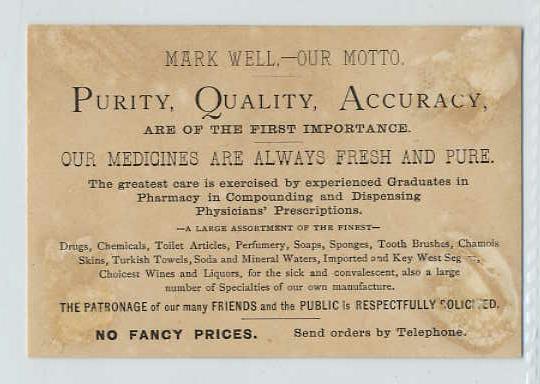 MARK WELL,—OUR MOTTO.
PURITY, QUALITY, ACCURACY,
ARE OF THE FIRST IMPORTANCE.
OUR MEDICINES ARE ALWAYS FRESH AND PURE.
The greatest care is exercised by experienced Graduates in
Pharmacy in Compounding and Dispensing
Physicians' Prescriptions.
—A LARGE ASSORTMENT OF THE FINEST—
Drugs, Chemicals, Toilet Articles, Perfumery, Soaps, Sponges, Tooth Brushes, Chamois
Skins, Turkish Towels, Soda and Mineral Waters, Imported and Key West
Choicest Wines and Liquors, for the sick and convalescent, also a large
number of Specialties of our own manufacture.
THE PATRONAGE of our many FRIENDS and the PUBLIC is RESPECTFULLY SOLICITED.
NO FANCY PRICES. Send orders by Telephone.